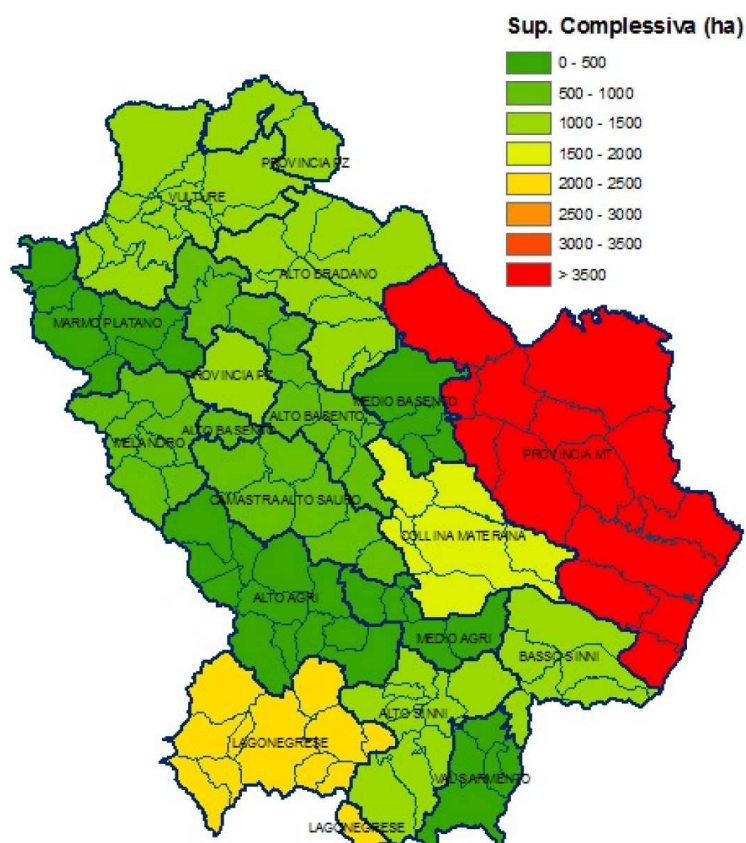 Sup. Complessiva (ha)
0 - 500
500 - 1000
1000 - 1500
1500 - 2000
2000 - 2500
2500 - 3000
3000 - 3500
> 3500
PROVINCIA PZ
VULTURE
ALTO BRADANO
MARMO PLATANO
PROVINCIA PZ
MEDIO BASENTO
ALTO BASENTO
ALTO BASENTO
MELANDRO
PROVINCIA MT
CAMASTRA ALTO SAURO
COLLINA MATERANA
ALTO AGRI
MEDIO AGRI
BASSO SINNI
ALTO SINNI
LAGONEGRESE
VAL SARMENTO
LAGONEGRESE